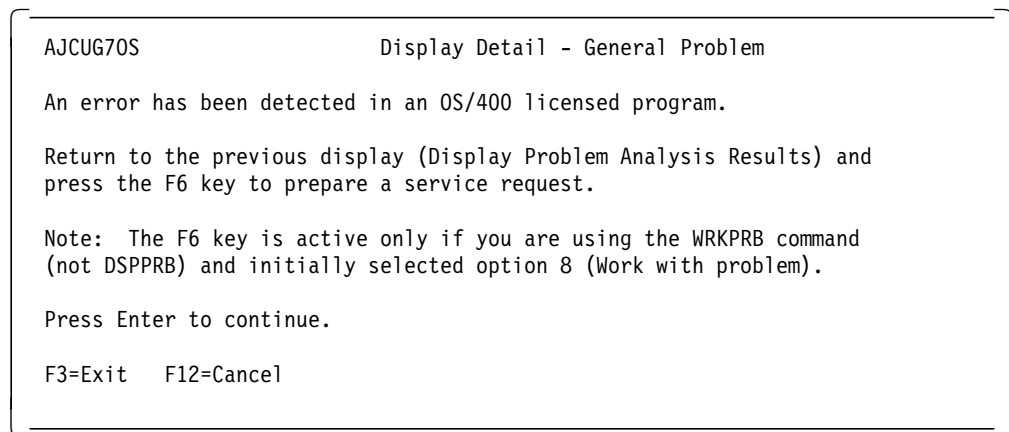 AJCUG7OS Display Detail - General Problem
An error has been detected in an OS/400 licensed program.
Return to the previous display (Display Problem Analysis Results) and
press the F6 key to prepare a service request.
Note: The F6 key is active only if you are using the WRKPRB command
(not DSPPRB) and initially selected option 8 (Work with problem).
Press Enter to continue.
F3=Exit F12=Cancel